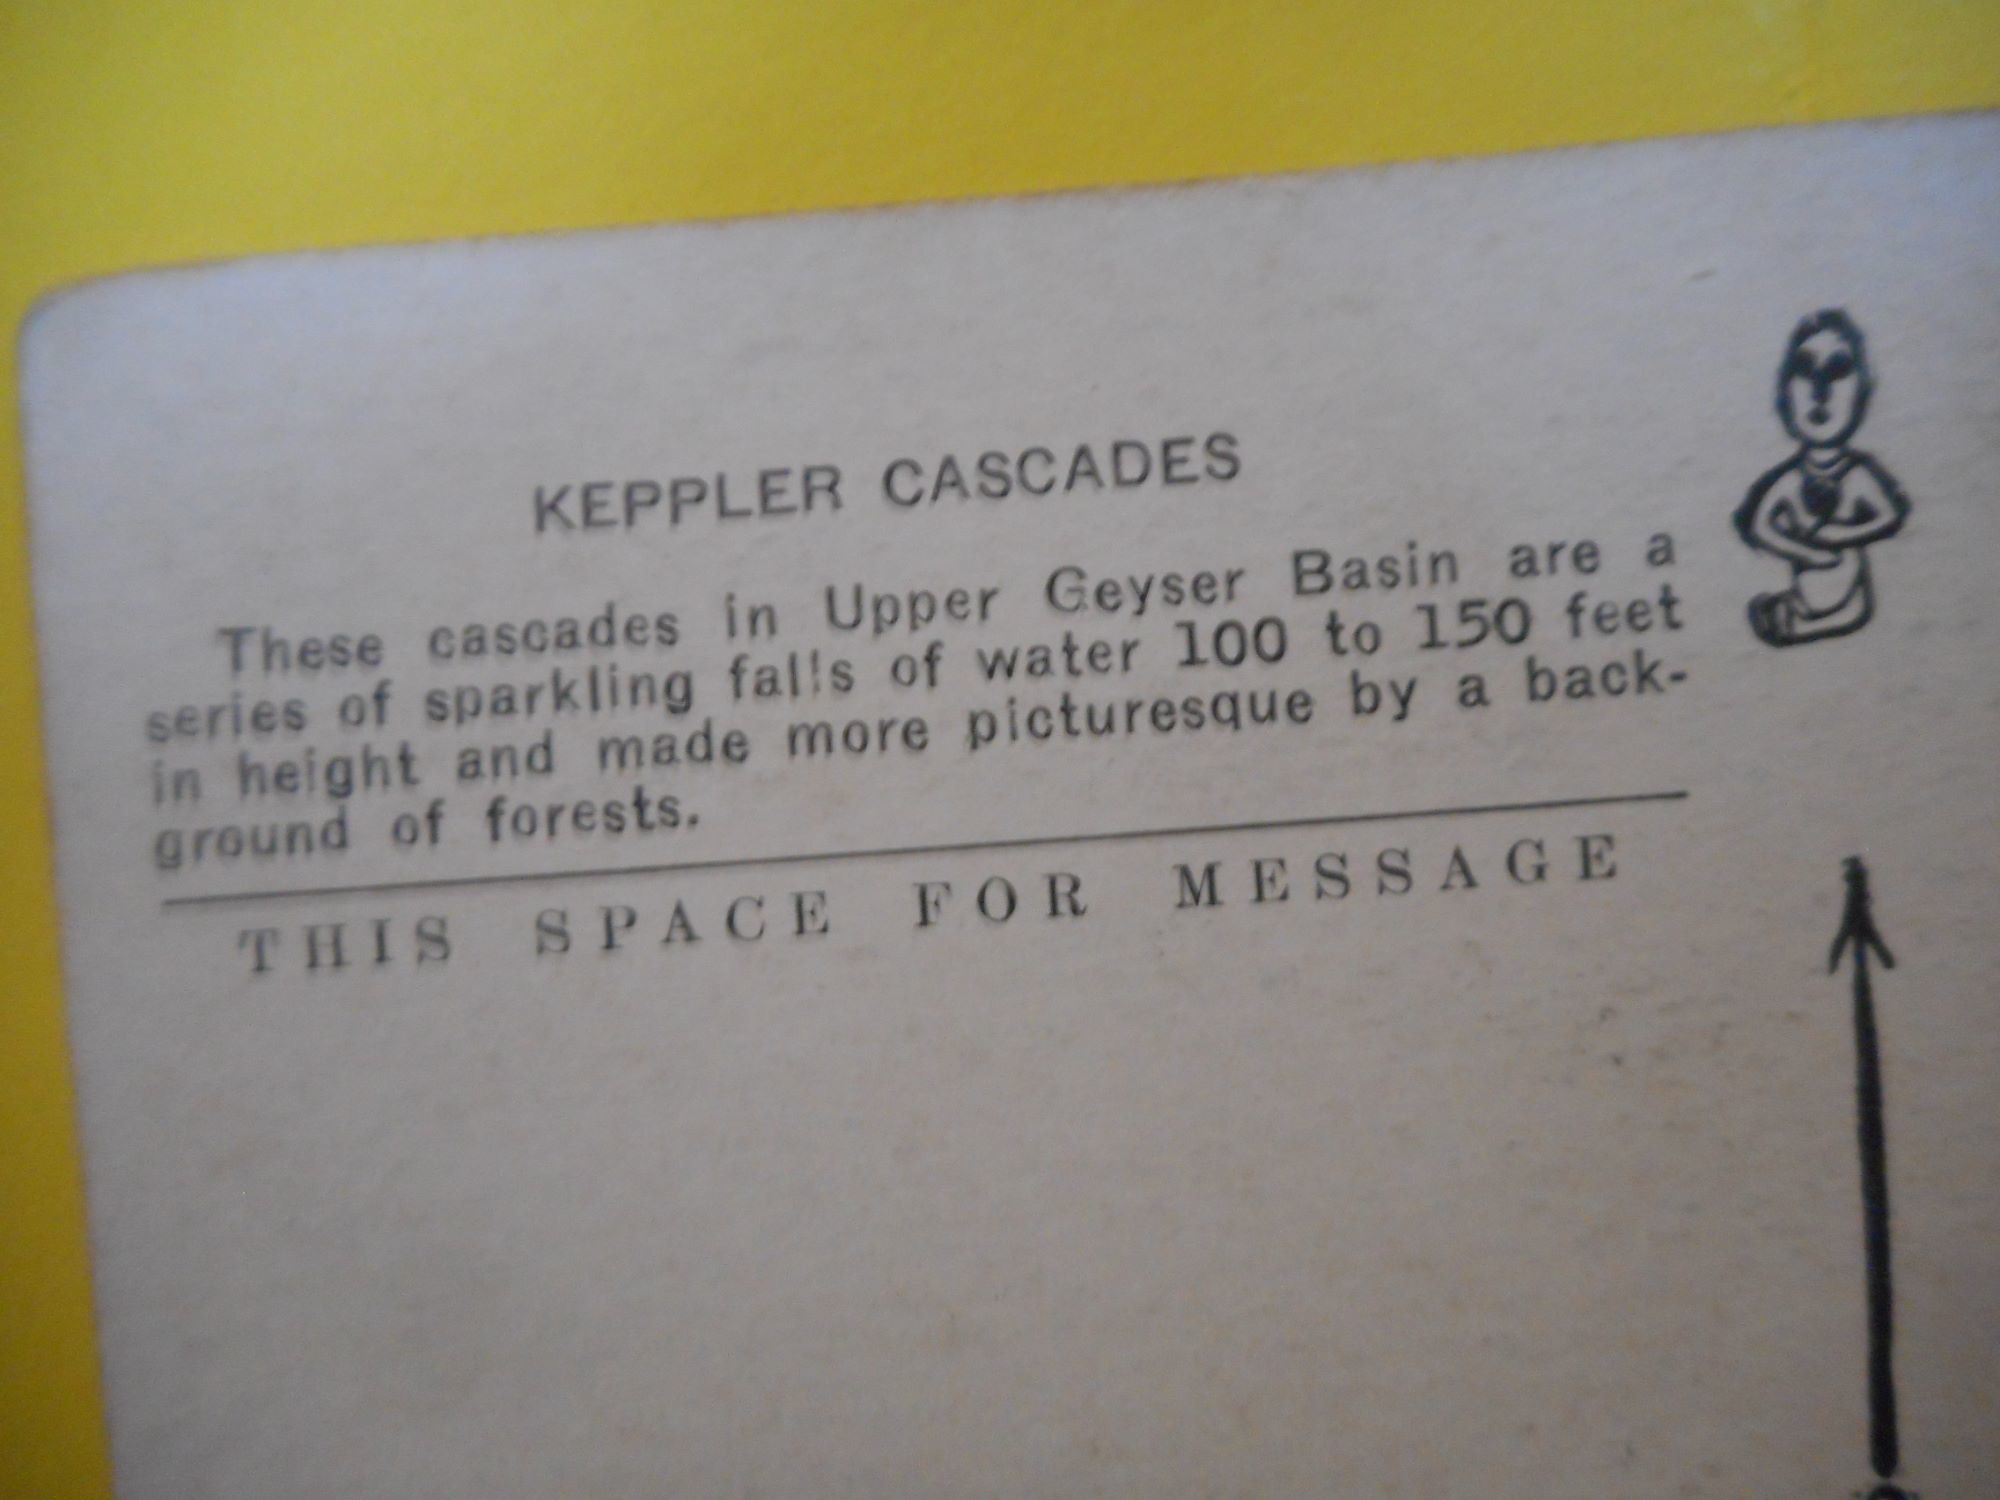 KEPPLER CASCADES
These cascades in Upper Geyser Basin are a
series of sparkling falls of water 100 to 150 feet
in height and made more picturesque by a back-
ground of forests.
THIS SPACE FOR MESSAGE